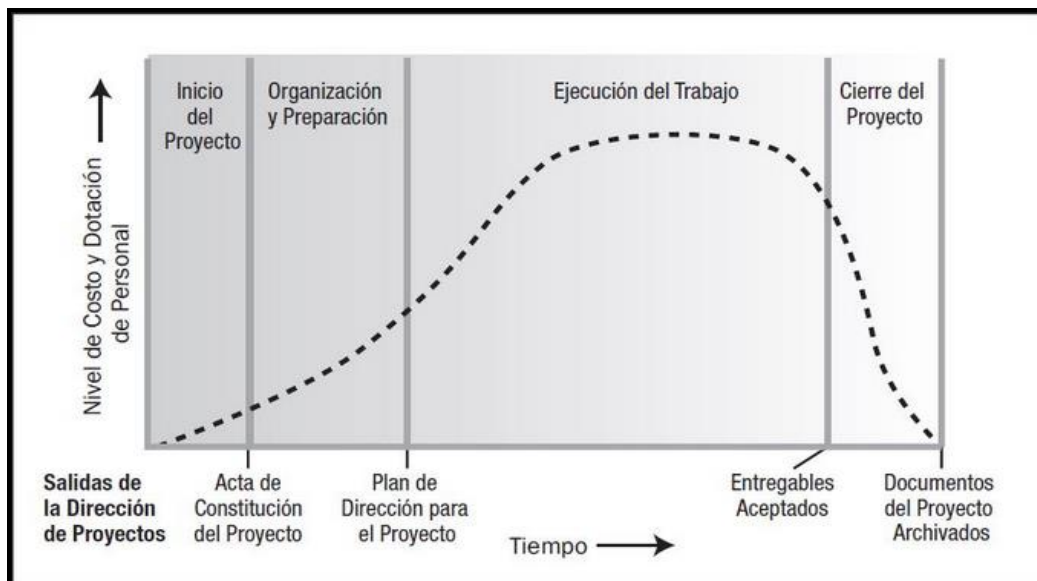 Inicio
del
Proyecto
Organización
y Preparación
Ejecución del Trabajo
Cierre del
Proyecto
Nivel de Costo y Dotación
de Personal
Salidas de
la Dirección
de Proyectos
Acta de
Constitución
del Proyecto
Plan de
Dirección para
el Proyecto
Entregables
Aceptados
Documentos
del Proyecto
Archivados
Tiempo